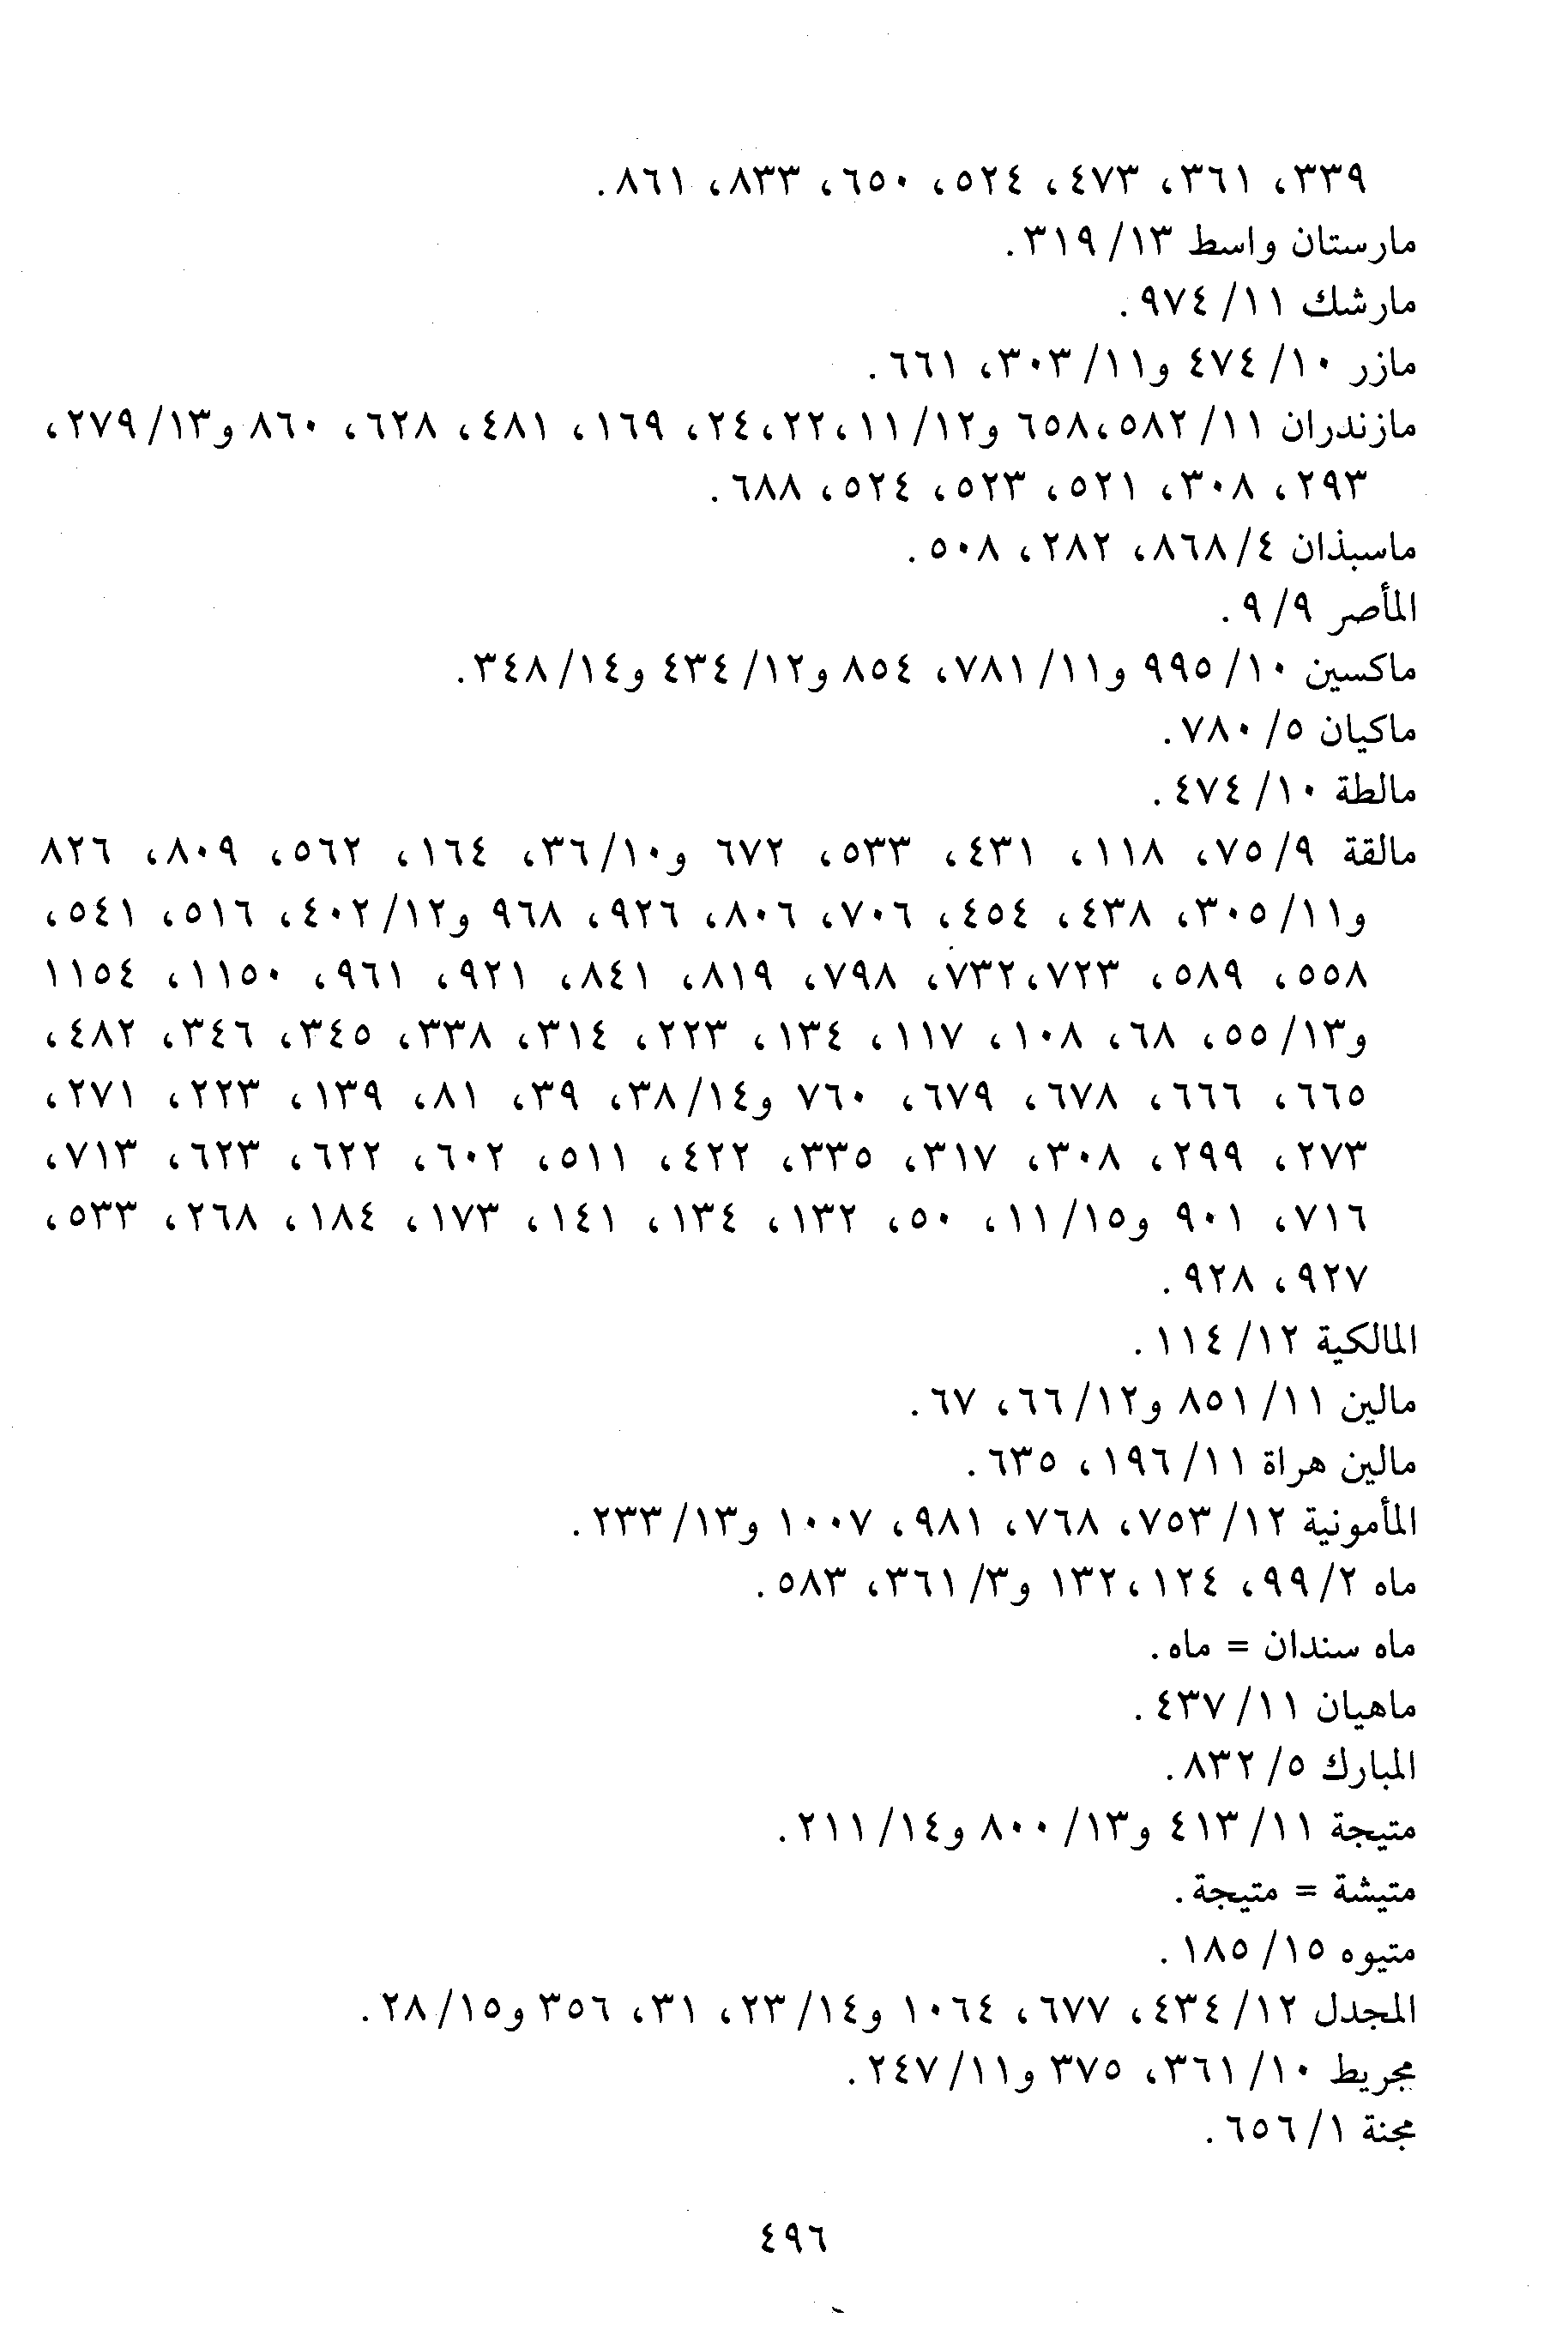 ٣٣٩، ٣٦١، ٤٧٣، ٥٢٤، ٦٥٠، ٨٣٣، ٨٦١.
مارستان واسط ١٣/ ٣١٩.
مارشك ١١/ ٩٧٤.
مازر ١٠/ ٤٧٤ و١١/ ٣٠٣، ٦٦١.
مازندران ١١/ ٦٥٨،٥٨٢ و١٢/ ١١،٢٤،٢٢، ١٦٩، ٤٨١، ٦٢٨، ٨٦٠ و١٣/ ٢٧٩،
٢٩٣، ٣٠٨، ٥٢١، ٥٢٣، ٥٢٤، ٦٨٨.
ماسبذان ٤/ ٨٦٨، ٢٨٢، ٥٠٨.
المأصر ٩/ ٩.
ماكسين ١٠/ ٩٩٥ و١١/ ٧٨١، ٨٥٤ و١٢/ ٤٣٤ و١٤/ ٣٤٨.
ماكيان ٥/ ٧٨٠.
مالطة ١٠/ ٤٧٤.
مالقة ٩/ ٧٥، ١١٨، ٤٣١، ٥٣٣، ٦٧٢ و١٠/ ٣٦، ١٦٤، ٥٦٢، ٨٠٩، ٨٢٦
و١١/ ٣٠٥، ٤٣٨، ٤٥٤، ٧٠٦، ٨٠٦، ٩٢٦، ٩٦٨ و١٢/ ٤٠٢، ٥١٦، ٥٤١،
٥٥٨، ٥٨٩، ٧٣٢،٧٢٣، ٧٩٨، ٨١٩، ٨٤١، ٩٢١، ٩٦١، ١١٥٠، ١١٥٤
و١٣/ ٥٥، ٦٨، ١٠٨، ١١٧، ١٣٤، ٢٢٣، ٣١٤، ٣٣٨، ٣٤٥، ٣٤٦، ٤٨٢،
٦٦٥، ٦٦٦، ٦٧٨، ٦٧٩، ٧٦٠ و١٤/ ٣٨، ٣٩، ٨١، ١٣٩، ٢٢٣، ٢٧١،
٢٧٣، ٢٩٩، ٣٠٨، ٣١٧، ٣٣٥، ٤٢٢، ٥١١، ٦٠٢، ٦٢٢، ٦٢٣، ٧١٣،
٧١٦، ٩٠١ و١٥/ ١١، ٥٠، ١٣٢، ١٣٤، ١٤١، ١٧٣، ١٨٤، ٢٦٨، ٥٣٣،
٩٢٧، ٩٢٨.
المالكية ١٢/ ١١٤.
مالين ١١/ ٨٥١ و١٢/ ٦٦، ٦٧.
مالين هراة ١١/ ١٩٦، ٦٣٥.
المأمونية ١٢/ ٧٥٣، ٧٦٨، ٩٨١، ١٠٠٧ و١٣/ ٢٣٣.
ماه ٢/ ٩٩، ١٣٢،١٢٤ و٣/ ٣٦١، ٥٨٣.
ماه سندان = ماه.
ماهيان ١١/ ٤٣٧.
المبارك ٥/ ٨٣٢.
متيجة ١١/ ٤١٣ و١٣/ ٨٠٠ و١٤/ ٢١١.
متيشة = متيجة.
متيوه ١٥/ ١٨٥.
المجدل ١٢/ ٤٣٤، ٦٧٧، ١٠٦٤ و١٤/ ٢٣، ٣١، ٣٥٦ و١٥/ ٢٨.
مجريط ١٠/ ٣٦١، ٣٧٥ و١١/ ٢٤٧.
مجنة ١/ ٦٥٦.
٤٩٦